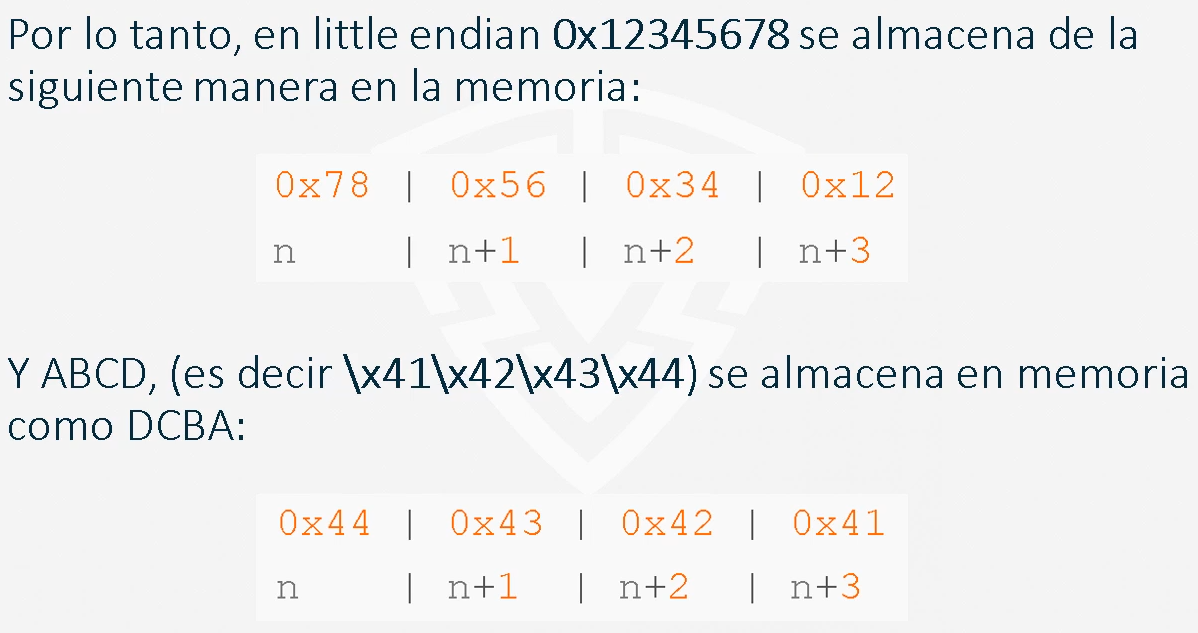 Por lo tanto, en little endian 0x12345678 se almacena de la
siguiente manera en la memoria:
0x78 | 0x56 | 0x34 | 0x12
n | n+1 | n+2 | n+3
Y ABCD, (es decir \x41\x42\x43\x44) se almacena en memoria
como DCBA:
0x44 | 0x43 | 0x42 | 0x41
n | n+1 | n+2 | n+3